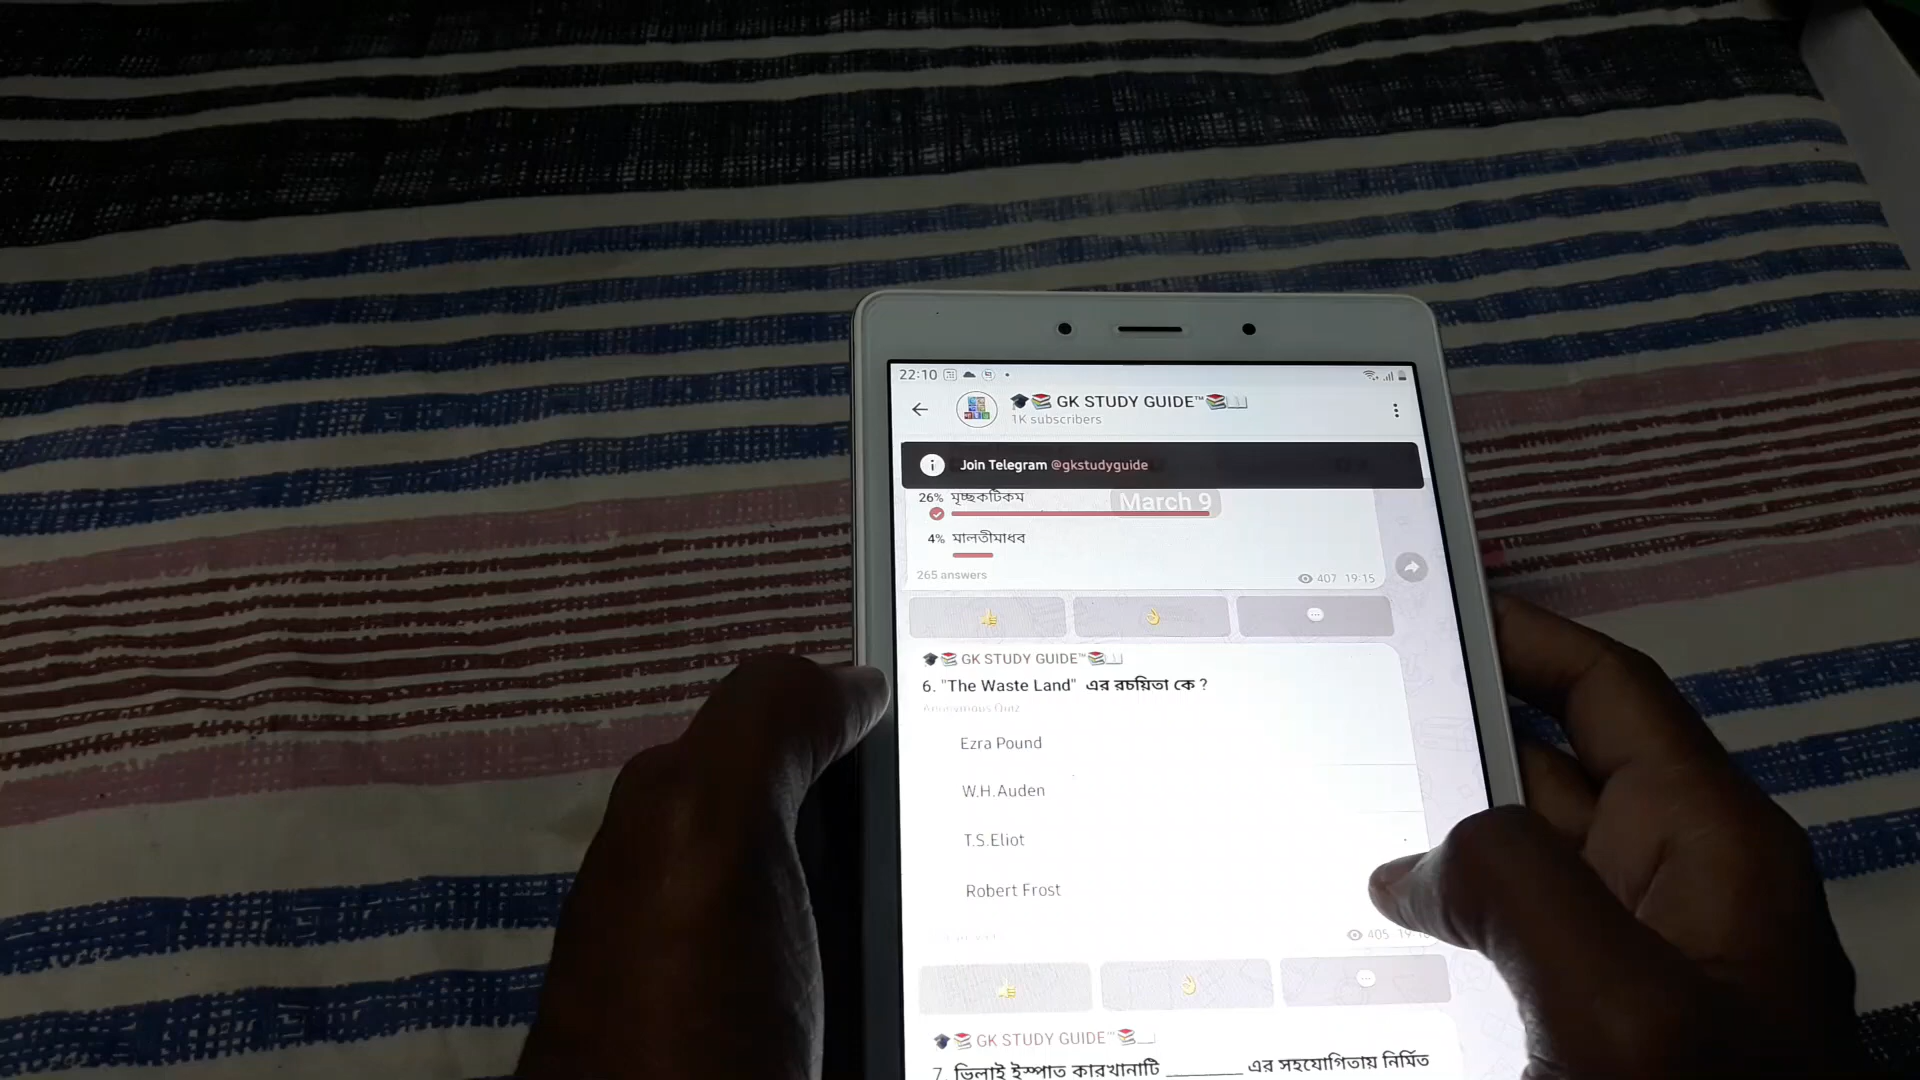 22:10
GK STUDY GUIDE™
1K subscribers
Join Telegram @gkstudyguide
26% মৃচ্ছকটিকম
March 9
4% মালতীমাধব
265 answers
407 19:15
GK STUDY GUIDE™
6. "The Waste Land" এর রচয়িতা কে ?
Anonymous Quiz
Ezra Pound
W.H.Auden
T.S.Eliot
Robert Frost
405
GK STUDY GUIDE™
7. ভিলাই ইস্পাত কারখানাটি ________ এর সহযোগিতায় নির্মিত